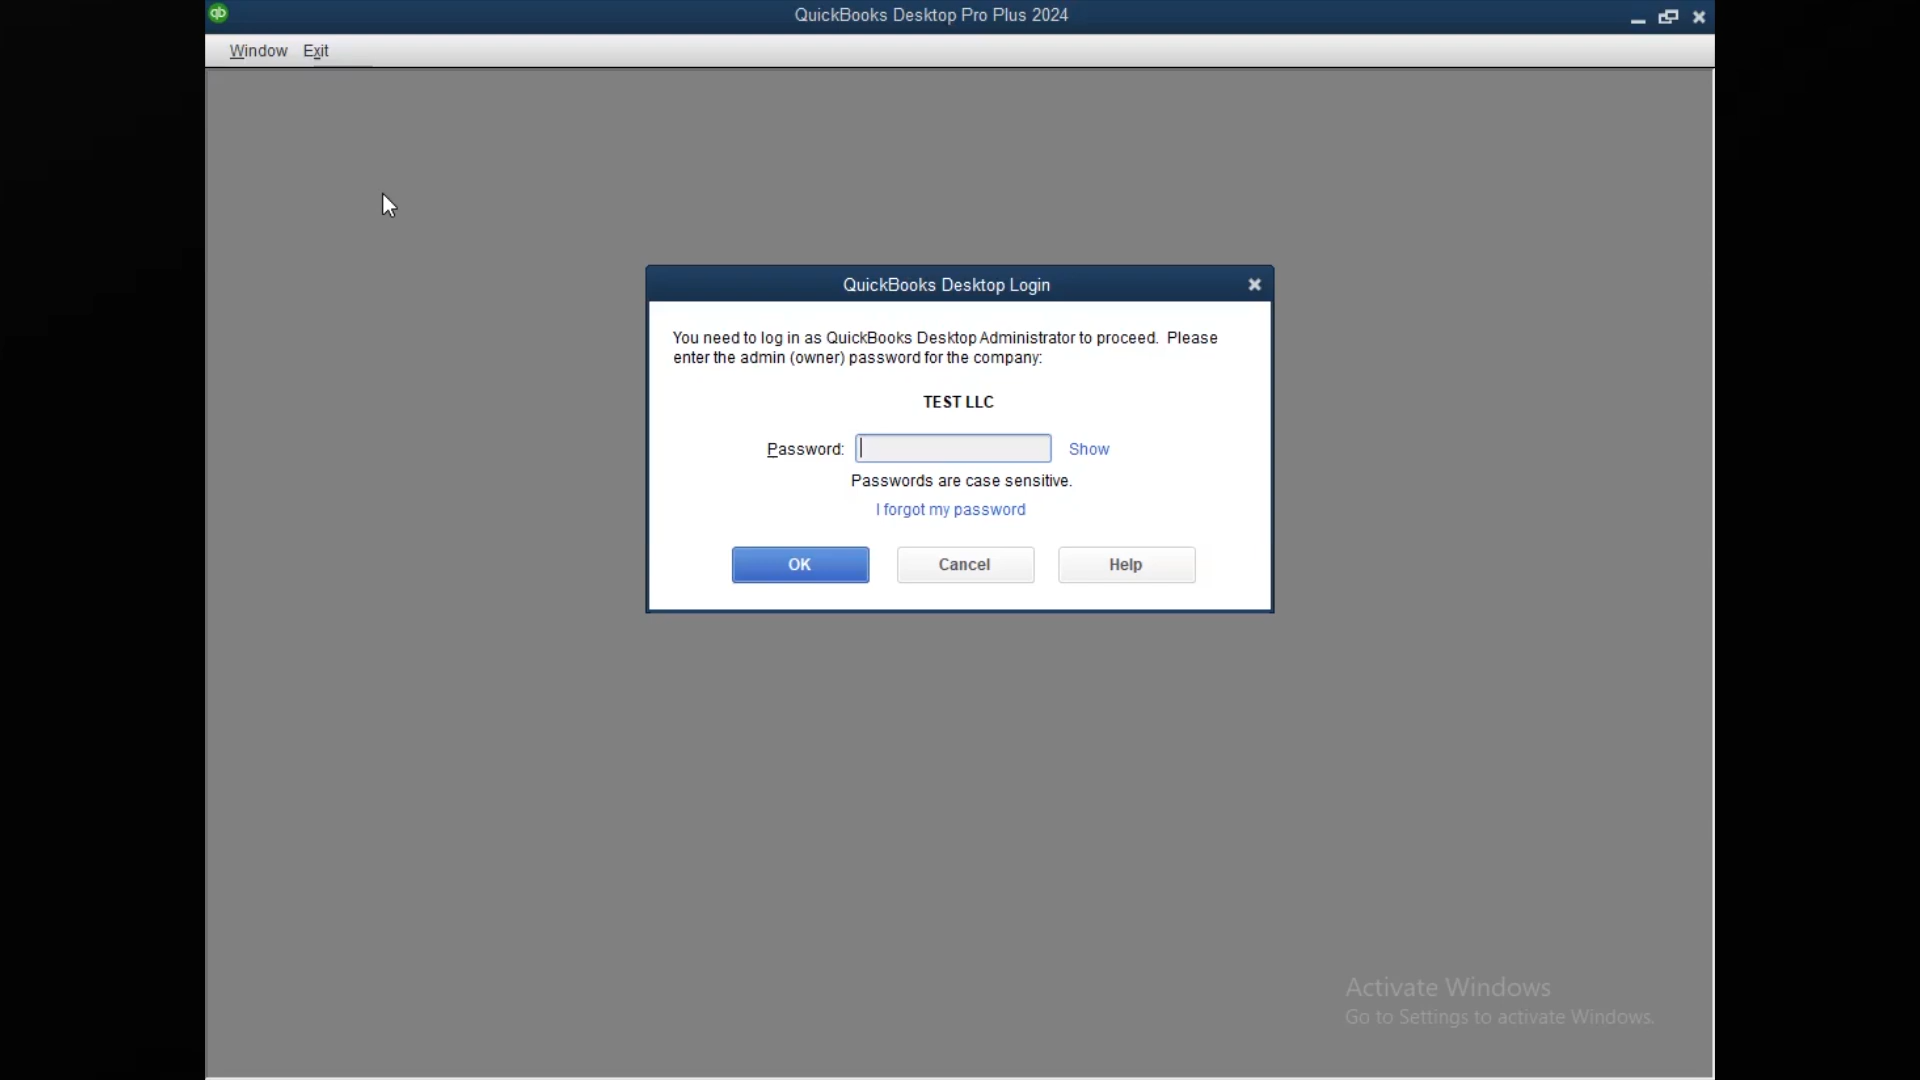 qb
QuickBooks Desktop Pro Plus 2024
Window Exit
QuickBooks Desktop Login
You need to log in as QuickBooks Desktop Administrator to proceed. Please
enter the admin (owner) password for the company:
TEST LLC
Password: Show
Passwords are case sensitive.
I forgot my password
OK Cancel Help
Activate Windows
Go to Settings to activate Windows.